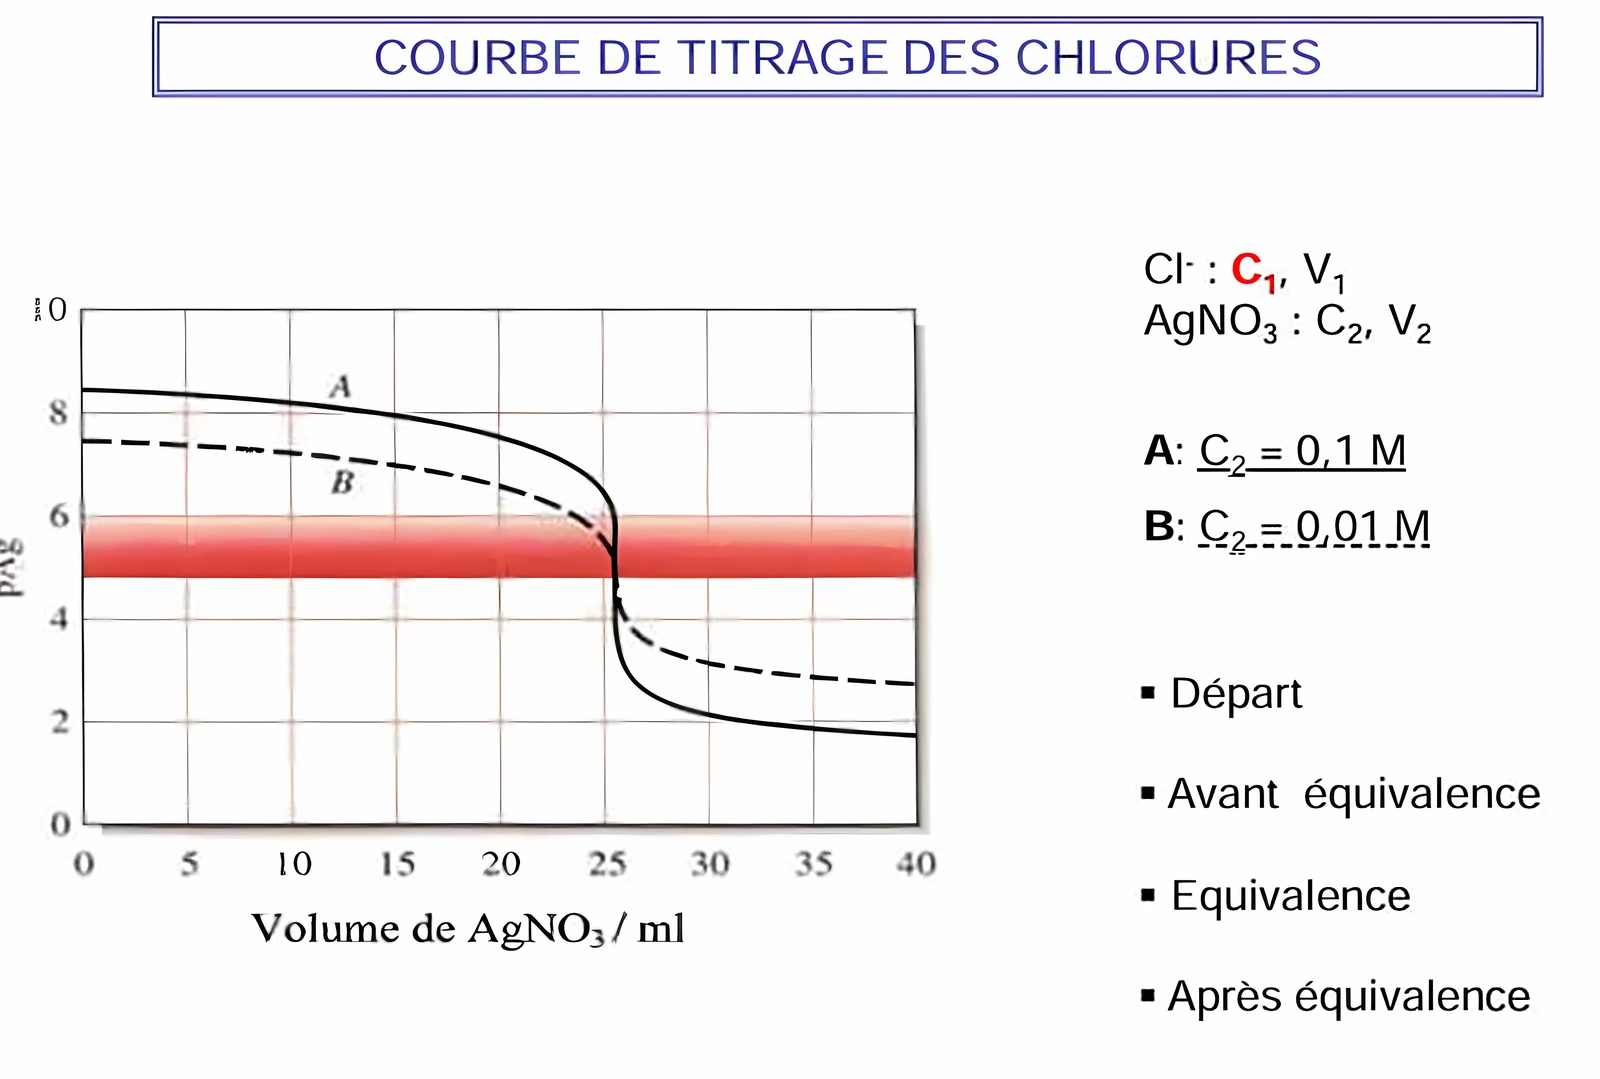 COURBE DE TITRAGE DES CHLORURES
Cl⁻ : C₁, V₁
AgNO₃ : C₂, V₂
A: C₂ = 0,1 M
B: C₂ = 0,01 M
▪ Départ
▪ Avant équivalence
▪ Equivalence
▪ Après équivalence
0
8
6
4
2
0
pAg
A
B
0 5 10 15 20 25 30 35 40
Volume de AgNO₃ / ml